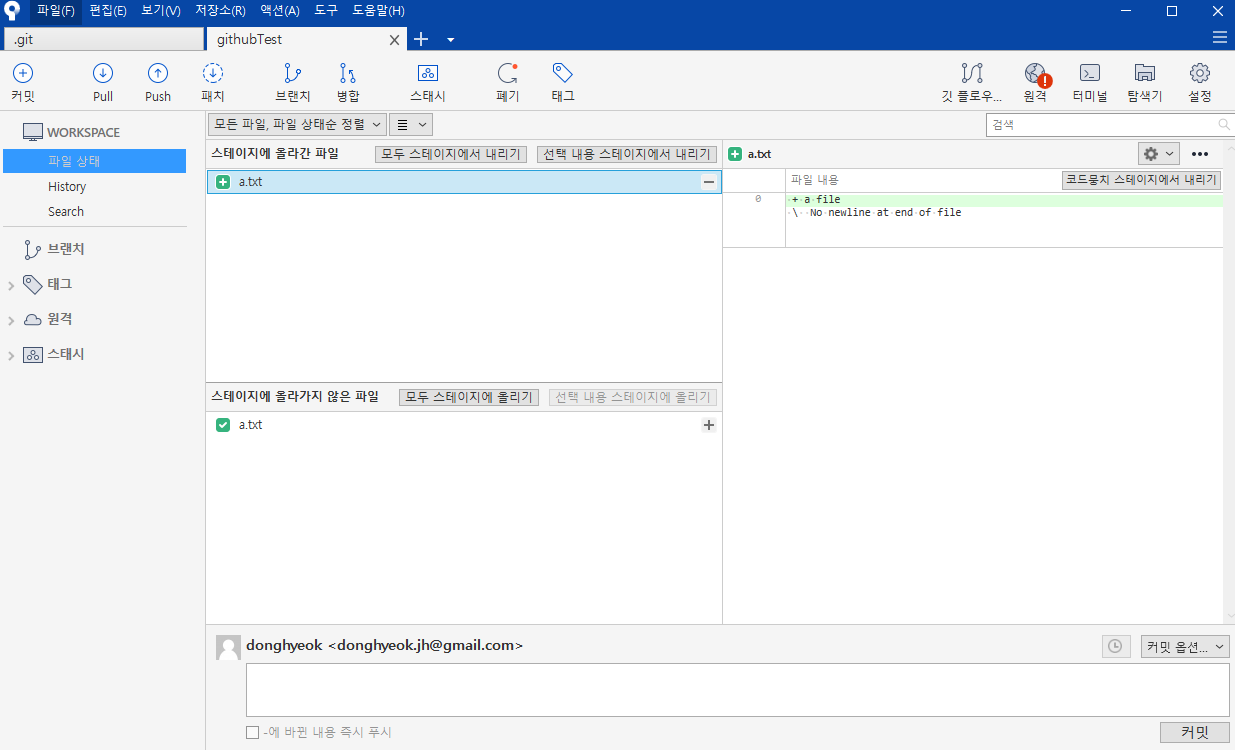 파일(F) 편집(E) 보기(V) 저장소(R) 액션(A) 도구 도움말(H)
.git
githubTest
커밋 Pull Push 패치 브랜치 병합 스태시 폐기 태그 깃 플로우... 원격 터미널 탐색기 설정
WORKSPACE
파일 상태
History
Search
브랜치
태그
원격
스태시
모든 파일, 파일 상태순 정렬
검색
스테이지에 올라간 파일 모두 스테이지에서 내리기 선택 내용 스테이지에서 내리기
a.txt
스테이지에 올라가지 않은 파일 모두 스테이지에 올리기 선택 내용 스테이지에 올리기
a.txt
a.txt
파일 내용 코드뭉치 스테이지에서 내리기
0 + a file
\ No newline at end of file
donghyeok <donghyeok.jh@gmail.com>
커밋 옵션...
-에 바뀐 내용 즉시 푸시
커밋